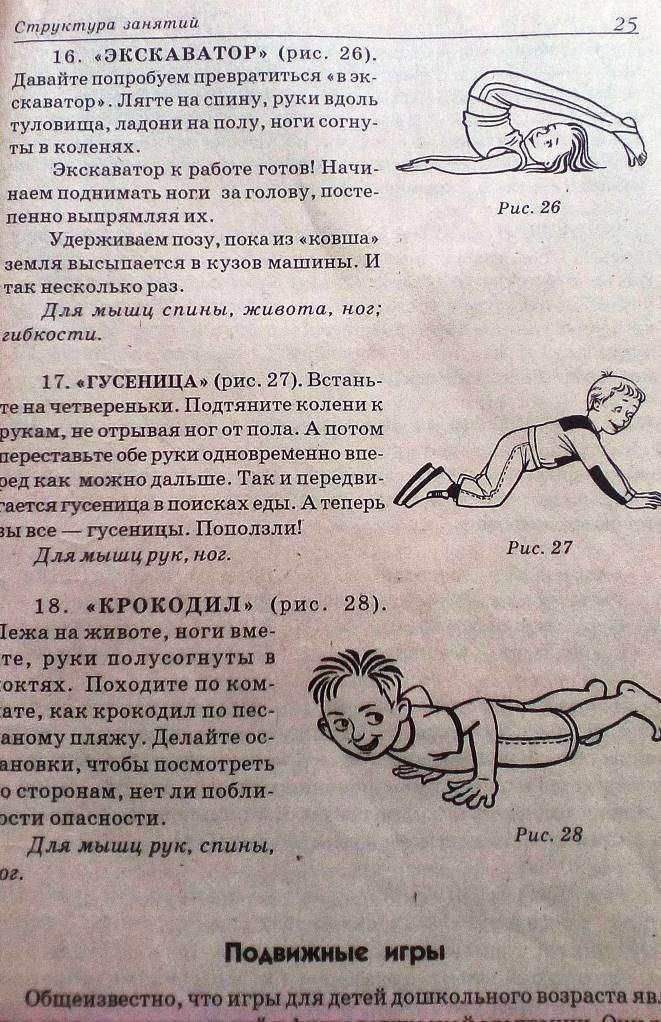 Структура занятий 25
16. «ЭКСКАВАТОР» (рис. 26).
Давайте попробуем превратиться «в эк-
скаватор». Лягте на спину, руки вдоль
туловища, ладони на полу, ноги согну-
ты в коленях.
Экскаватор к работе готов! Начи-
наем поднимать ноги за голову, посте-
пенно выпрямляя их.
Удерживаем позу, пока из «ковша»
земля высыпается в кузов машины. И
так несколько раз.
Для мышц спины, живота, ног;
гибкости.
Рис. 26
17. «ГУСЕНИЦА» (рис. 27). Встань-
те на четвереньки. Подтяните колени к
рукам, не отрывая ног от пола. А потом
переставьте обе руки одновременно впе-
ред как можно дальше. Так и передви-
гается гусеница в поисках еды. А теперь
вы все — гусеницы. Поползли!
Для мышц рук, ног.
Рис. 27
18. «КРОКОДИЛ» (рис. 28).
Лежа на животе, ноги вме-
те, руки полусогнуты в
октях. Походите по ком-
ате, как крокодил по пес-
аному пляжу. Делайте ос-
ановки, чтобы посмотреть
о сторонам, нет ли побли-
ости опасности.
Для мышц рук, спины,
ог.
Рис. 28
Подвижные игры
Общеизвестно, что игры для детей дошкольного возраста явл